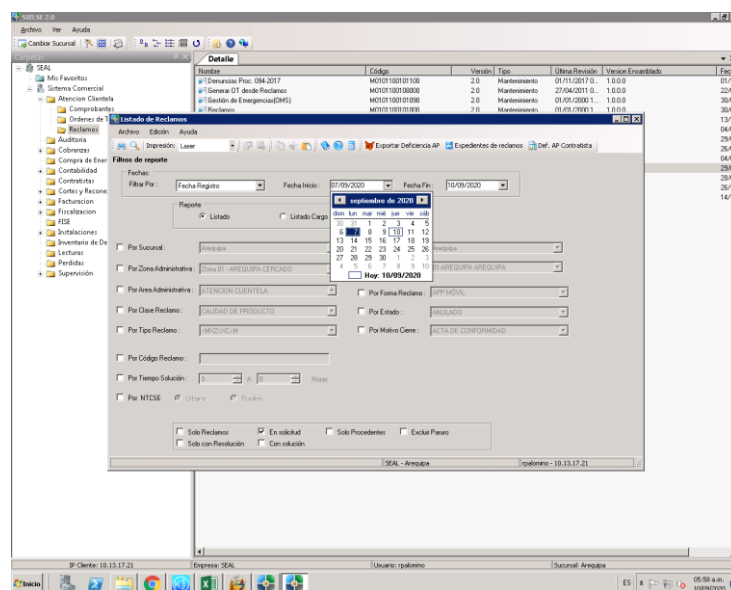 SIELSE 2.0
Archivo Ver Ayuda
Cambiar Sucursal
Carpetas
Detalle
Nombre Código Versión Tipo Última Revisión Version Ensamblado
Denuncias Proc. 094-2017 M0101100101100 2.0 Mantenimiento 01/11/2017 0... 1.0.0.0
Generar OT desde Reclamos M0101100108000 2.0 Mantenimiento 27/04/2011 0... 1.0.0.0
Gestión de Emergencias(DMS) M0101100101090 2.0 Mantenimiento 01/01/2000 1... 1.0.0.0
Reclamos
SEAL
Mis Favoritos
Sistema Comercial
Atencion Clientela
Comprobantes
Ordenes de T
Reclamos
Auditoria
Cobranzas
Compra de Ener
Contabilidad
Contratistas
Cortes y Recone
Facturacion
Fiscalizacion
FISE
Instalaciones
Inventario de De
Lecturas
Perdidas
Supervisión
Listado de Reclamos
Archivo Edición Ayuda
Impresión: Laser Exportar Deficiencia AP Expedientes de reclamos Def. AP Contratista
Filtros de reporte
Fechas:
Filtrar Por : Fecha Registro Fecha Inicio : 07/09/2020 Fecha Fin : 10/09/2020
septiembre de 2020
dom lun mar mié jue vie sáb
30 31 1 2 3 4 5
6 7 8 9 10 11 12
13 14 15 16 17 18 19
20 21 22 23 24 25 26
27 28 29 30 1 2 3
4 5 6 7 8 9 10
Hoy: 10/09/2020
Reporte
Listado Listado Cargo
Por Sucursal : Arequipa Arequipa
Por Zona Administrativa : Zona 01 - AREQUIPA CERCADO
Por Area Administrativa : ATENCION CLIENTELA Por Forma Reclamo : APP MÓVIL
Por Clase Reclamo : CALIDAD DE PRODUCTO Por Estado : ANULADO
Por Tipo Reclamo : Por Motivo Cierre : ACTA DE CONFORMIDAD
Por Código Reclamo :
Por Tiempo Solución : 0 A 0 Horas
Por NTCSE Urbano Rurales
Solo Reclamos En solicitud Solo Procedentes Excluir Paruro
Solo con Resolución Con solución
SEAL - Arequipa rpalomino - 10.13.17.21
IP Cliente: 10.13.17.21 Empresa: SEAL Usuario: rpalomino Sucursal: Arequipa
Inicio ES 05:58 a.m.
10/09/2020